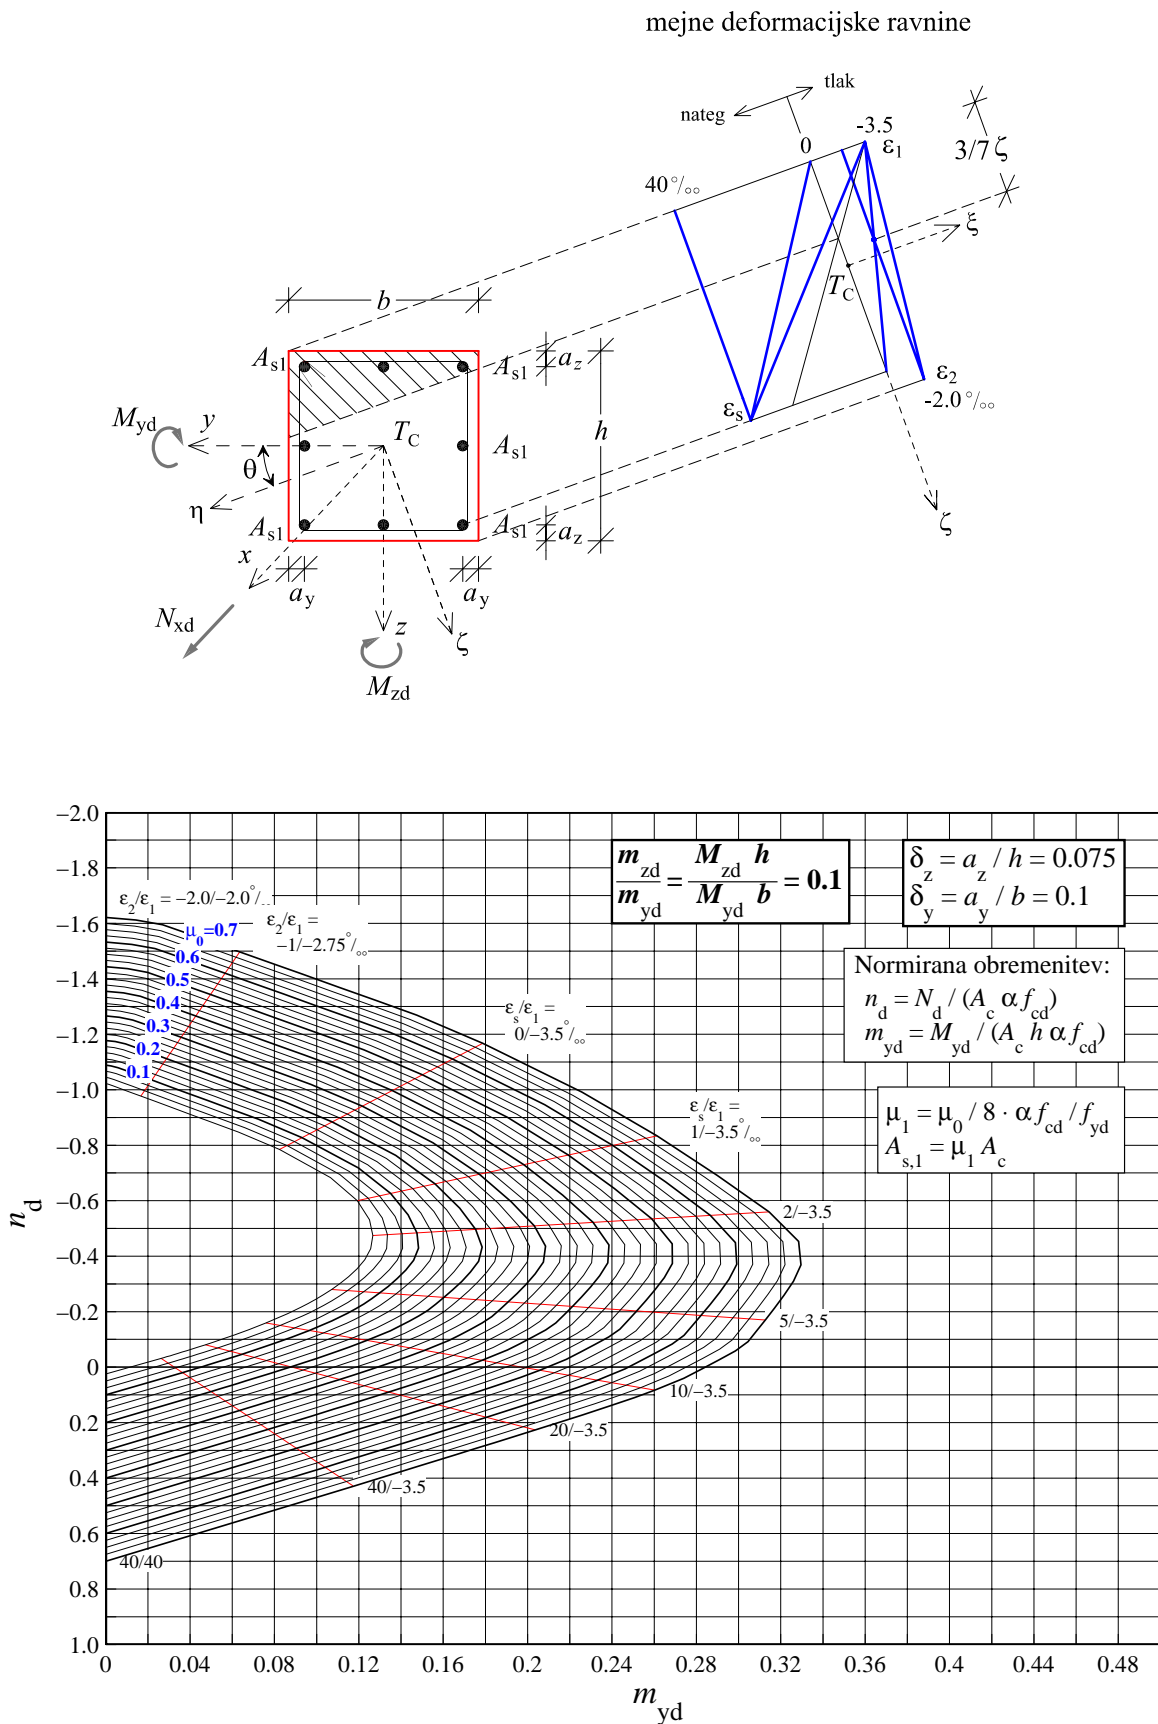 mejne deformacijske ravnine
tlak
nateg
-3.5
0
ε1
3/7 ζ
40 °/∞
ξ
TC
b
As1
As1
az
εs
ε2
-2.0 °/∞
Myd
y
TC
As1
h
θ
η
As1
As1
az
ζ
x
ay
ay
Nxd
z
ζ
Mzd
−2.0
−1.8
−1.6
−1.4
−1.2
−1.0
−0.8
−0.6
−0.4
−0.2
0
0.2
0.4
0.6
0.8
1.0
nd
mzd / myd = Mzd h / Myd b = 0.1
δz = az / h = 0.075
δy = ay / b = 0.1
ε2/ε1 = −2.0/−2.0°/∞
ε2/ε1 =
−1/−2.75°/∞
μ0=0.7
0.6
0.5
0.4
0.3
0.2
0.1
εs/ε1 =
0/−3.5°/∞
Normirana obremenitev:
nd = Nd / (Ac α fcd)
myd = Myd / (Ac h α fcd)
εs/ε1 =
1/−3.5°/∞
μ1 = μ0 / 8 · α fcd / fyd
As,1 = μ1 Ac
2/−3.5
5/−3.5
10/−3.5
20/−3.5
40/−3.5
40/40
0 0.04 0.08 0.12 0.16 0.2 0.24 0.28 0.32 0.36 0.4 0.44 0.48
myd